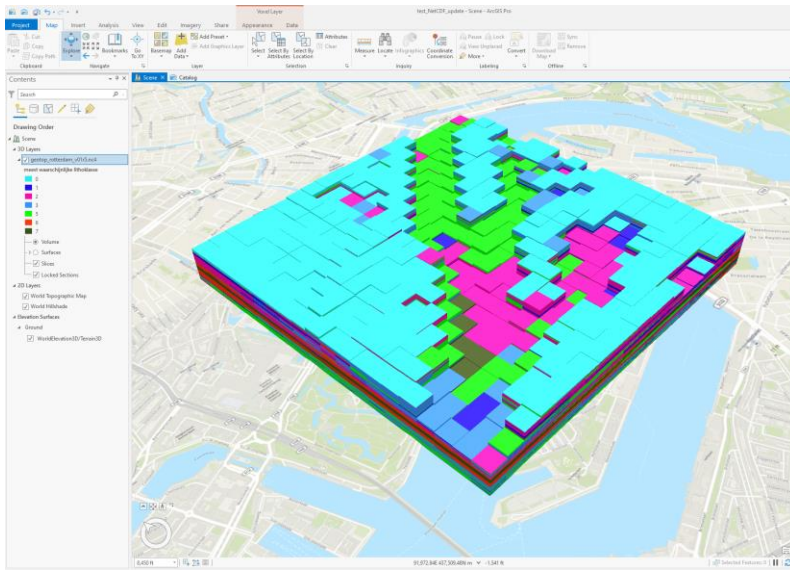 Voxel Layer
test_NetCDF_update - Scene - ArcGIS Pro
Project Map Insert Analysis View Edit Imagery Share Appearance Data
Cut
Copy
Copy Path
Paste
Explore
Bookmarks
Go To XY
Basemap
Add Data
Add Preset
Add Graphics Layer
Select
Select By Attributes
Select By Location
Attributes
Clear
Measure
Locate
Infographics
Coordinate Conversion
Pause
Lock
View Unplaced
More
Convert
Download Map
Sync
Remove
Clipboard
Navigate
Layer
Selection
Inquiry
Labeling
Offline
Contents
Scene
Catalog
Search
Drawing Order
Scene
3D Layers
geotop_rotterdam_v01r3.nc4
0
1
2
3
5
6
7
Volume
Surfaces
Slices
Locked Sections
2D Layers
World Topographic Map
World Hillshade
Elevation Surfaces
Ground
WorldElevation3D/Terrain3D
Selected Features: 0